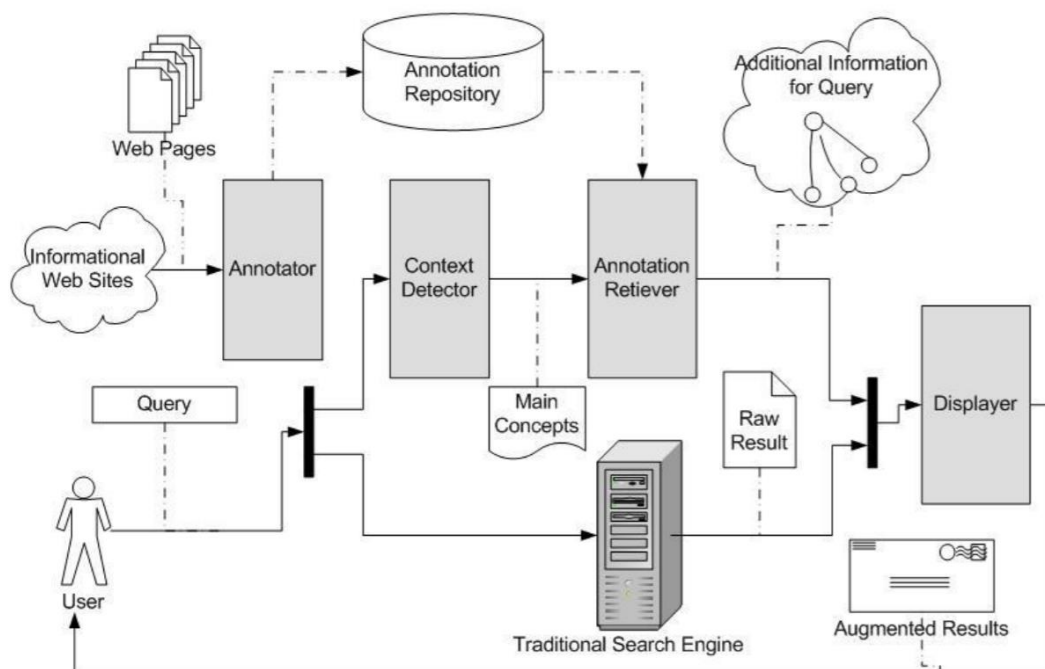 Web Pages
Annotation
Repository
Additional Information
for Query
Informational
Web Sites
Annotator
Context
Detector
Annotation
Retiever
Query
Main
Concepts
Raw
Result
Displayer
User
Traditional Search Engine
Augmented Results